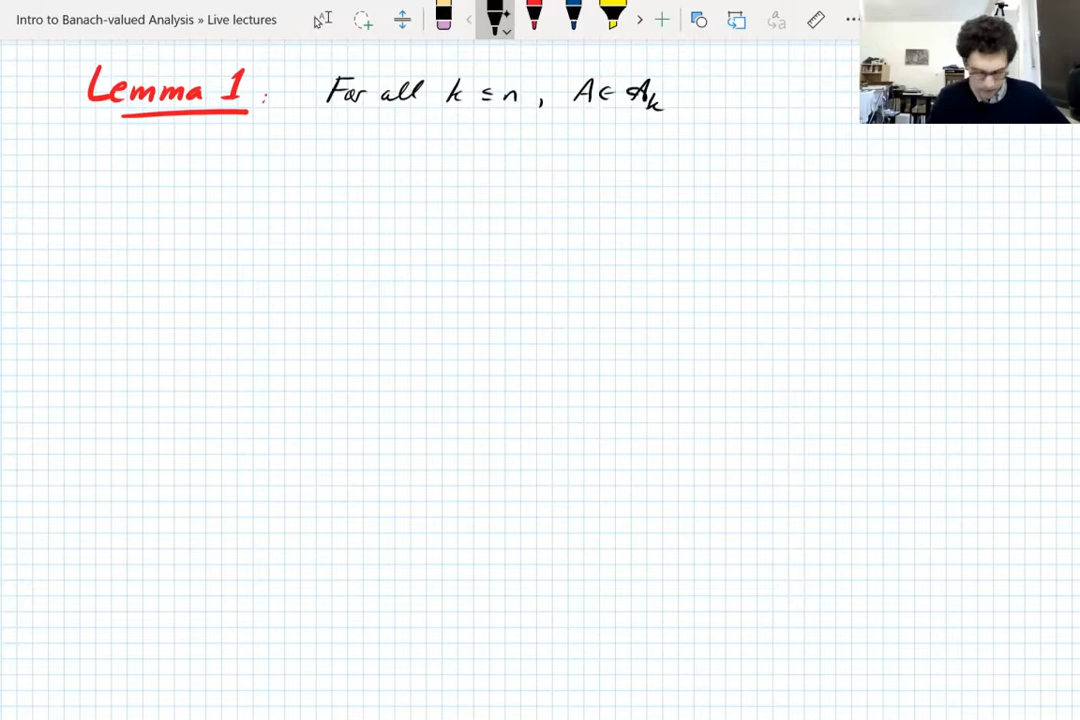 Intro to Banach-valued Analysis » Live lectures
Lemma 1: For all k ≤ n, A ∈ 𝒜ₖ